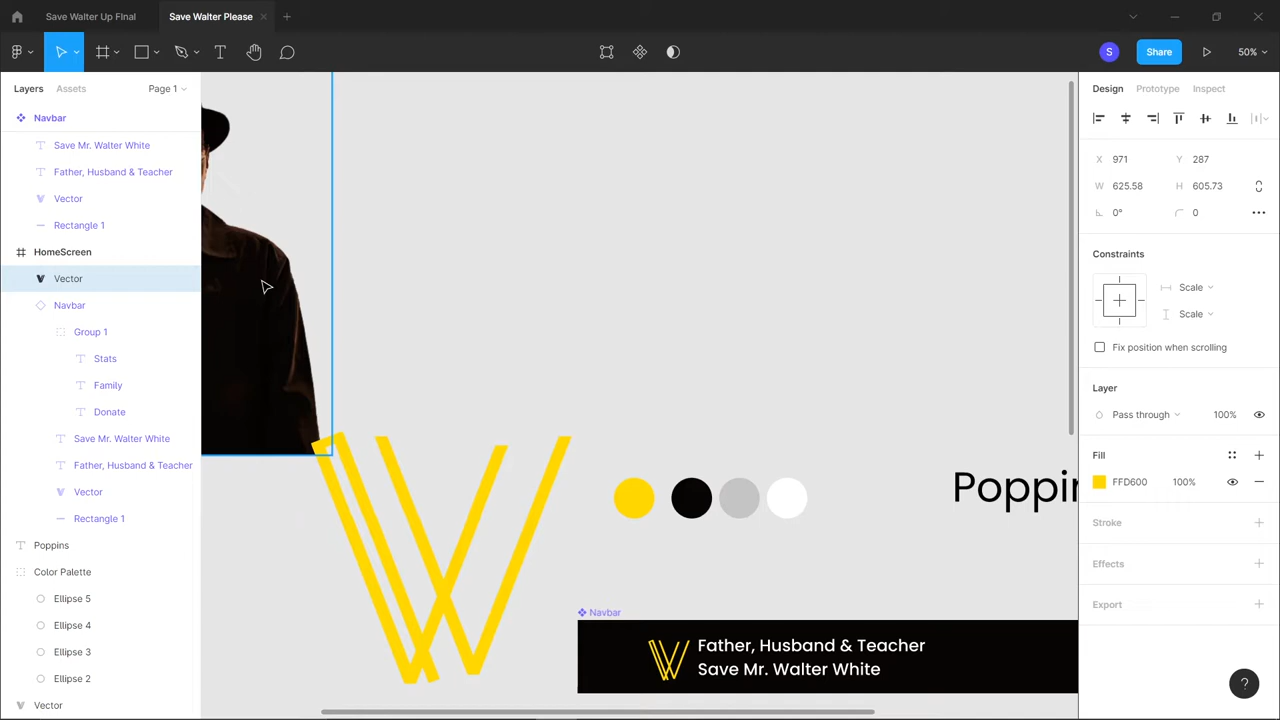 Save Walter Up FInal
Save Walter Please
S
Share
50%
Layers
Assets
Page 1
Navbar
Save Mr. Walter White
Father, Husband & Teacher
Vector
Rectangle 1
HomeScreen
Vector
Navbar
Group 1
Stats
Family
Donate
Save Mr. Walter White
Father, Husband & Teacher
Vector
Rectangle 1
Poppins
Color Palette
Ellipse 5
Ellipse 4
Ellipse 3
Ellipse 2
Vector
Poppin
Navbar
Father, Husband & Teacher
Save Mr. Walter White
Design
Prototype
Inspect
X 971 Y 287
W 625.58 H 605.73
0° 0
Constraints
Scale
Scale
Fix position when scrolling
Layer
Pass through 100%
Fill
FFD600 100%
Stroke
Effects
Export
?